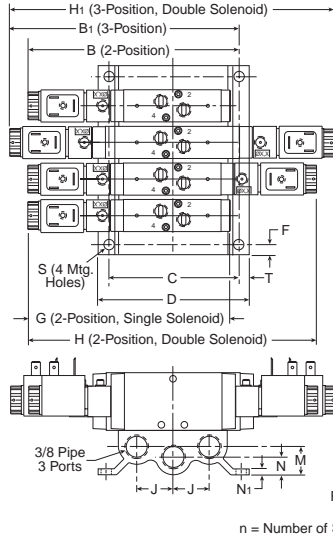 H1 (3-Position, Double Solenoid)
B1 (3-Position)
B (2-Position)
2
4
2
4
2
4
2
4
F
S (4 Mtg. Holes)
C
T
D
G (2-Position, Single Solenoid)
H (2-Position, Double Solenoid)
3/8 Pipe
3 Ports
M
N
J
J
N1
n = Number of